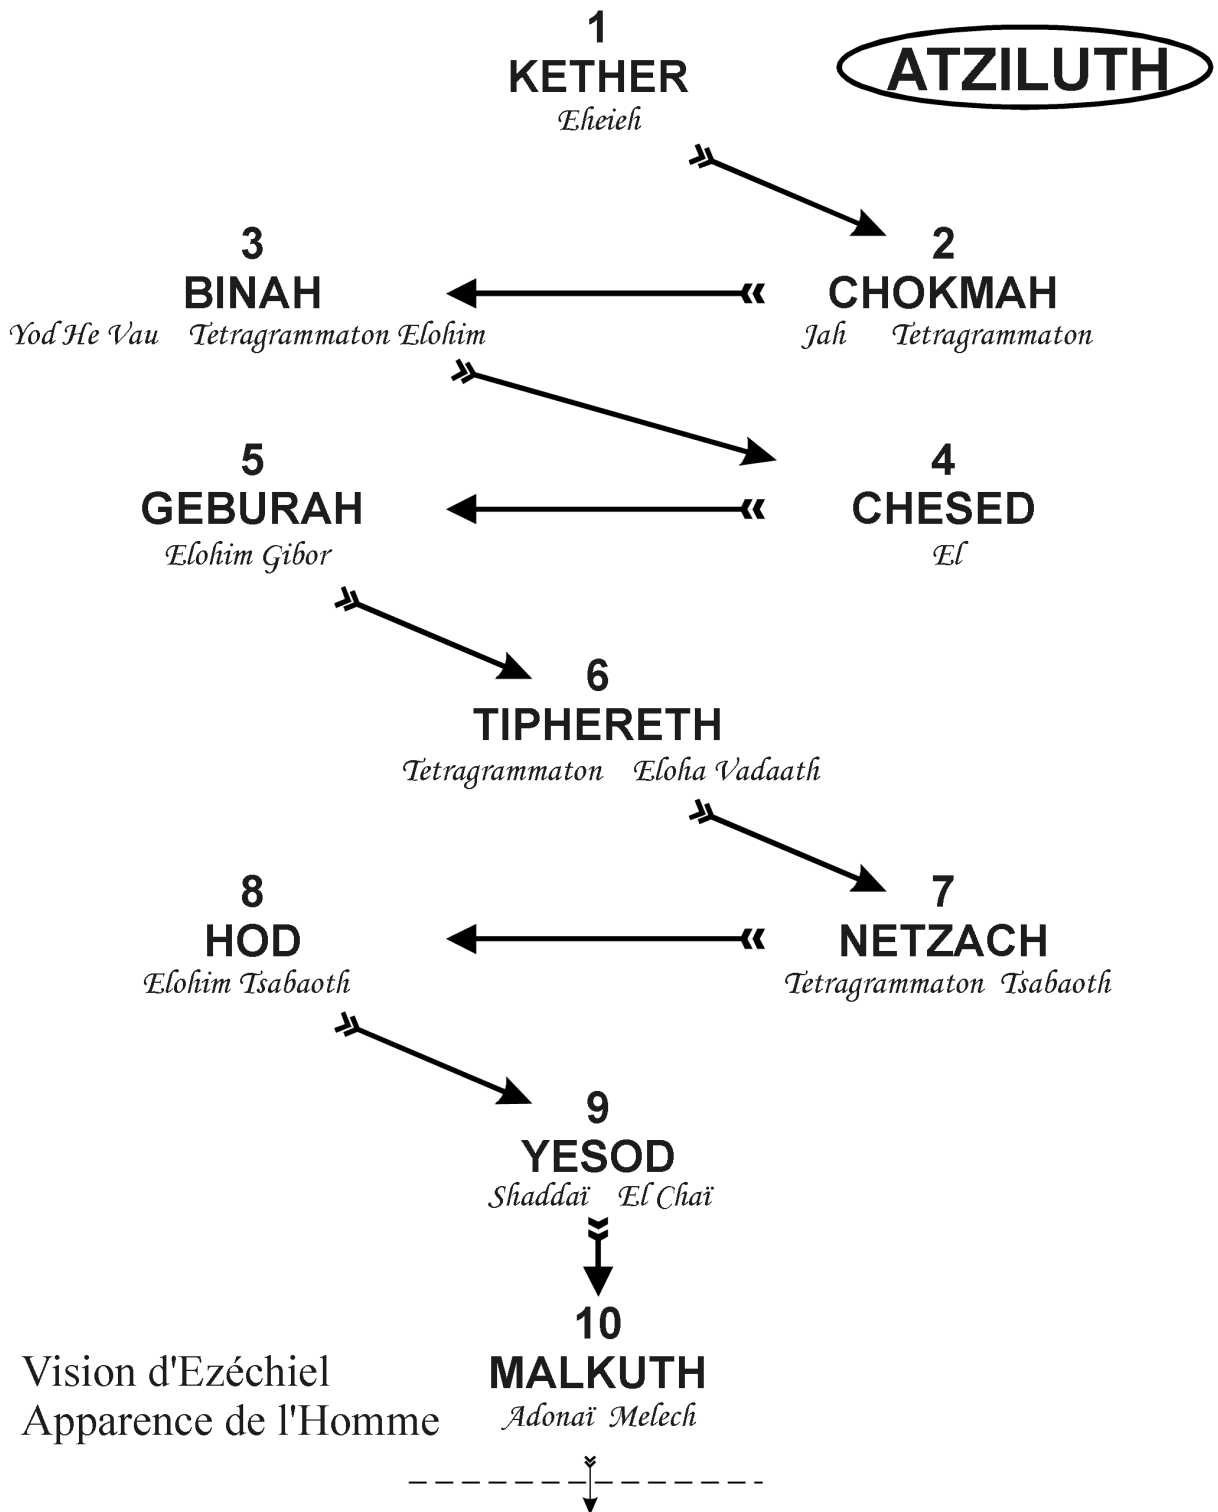 1
KETHER
Eheieh
ATZILUTH
3
BINAH
Yod He Vau Tetragrammaton Elohim
2
CHOKMAH
Jah Tetragrammaton
5
GEBURAH
Elohim Gibor
4
CHESED
El
6
TIPHERETH
Tetragrammaton Eloha Vadaath
8
HOD
Elohim Tsabaoth
7
NETZACH
Tetragrammaton Tsabaoth
9
YESOD
Shaddaï El Chaï
10
MALKUTH
Adonaï Melech
Vision d'Ezéchiel
Apparence de l'Homme